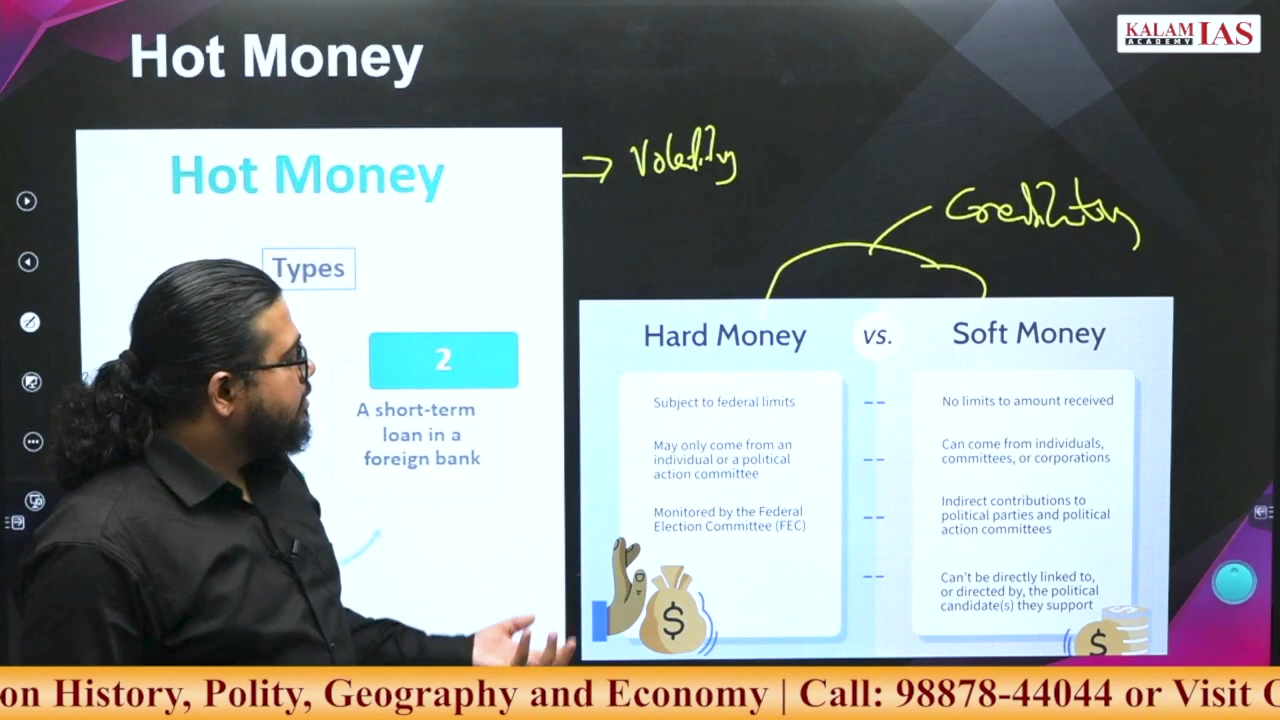 Hot Money
KALAM
ACADEMY IAS
Hot Money
Types
2
A short-term
loan in a
foreign bank
Hard Money
vs.
Soft Money
Subject to federal limits
--
No limits to amount received
May only come from an
individual or a political
action committee
--
Can come from individuals,
committees, or corporations
Monitored by the Federal
Election Committee (FEC)
--
Indirect contributions to
political parties and political
action committees
--
Can't be directly linked to,
or directed by, the political
candidate(s) they support
$
$
on History, Polity, Geography and Economy | Call: 98878-44044 or Visit